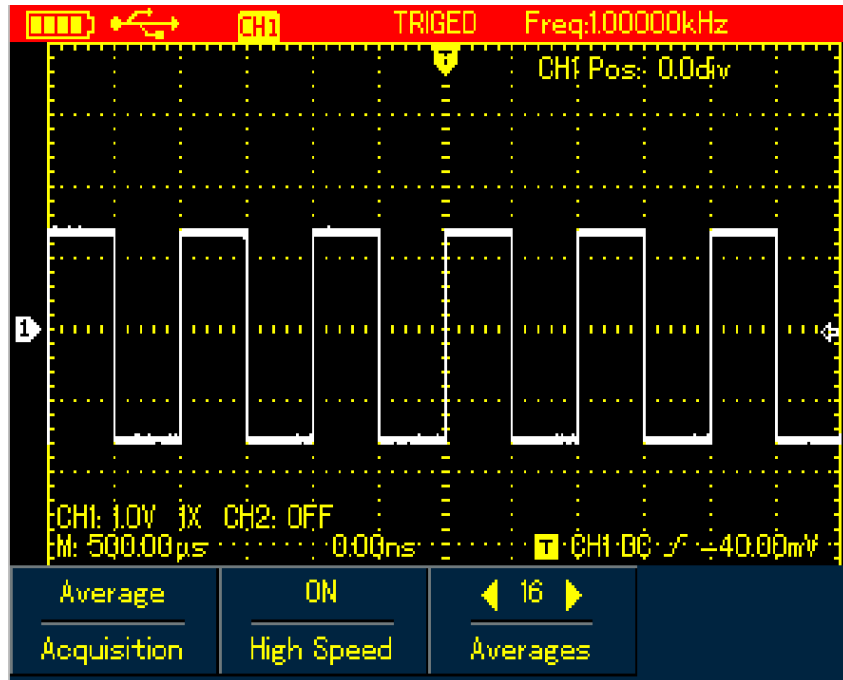 CH1 TRIGED Freq:1.00000kHz
T
CH1 Pos: 0.0div
1
CH1: 1.0V 1X CH2: OFF
M: 500.00µs 0.00ns T CH1 DC -40.00mV
Average ON 16
Acquisition High Speed Averages